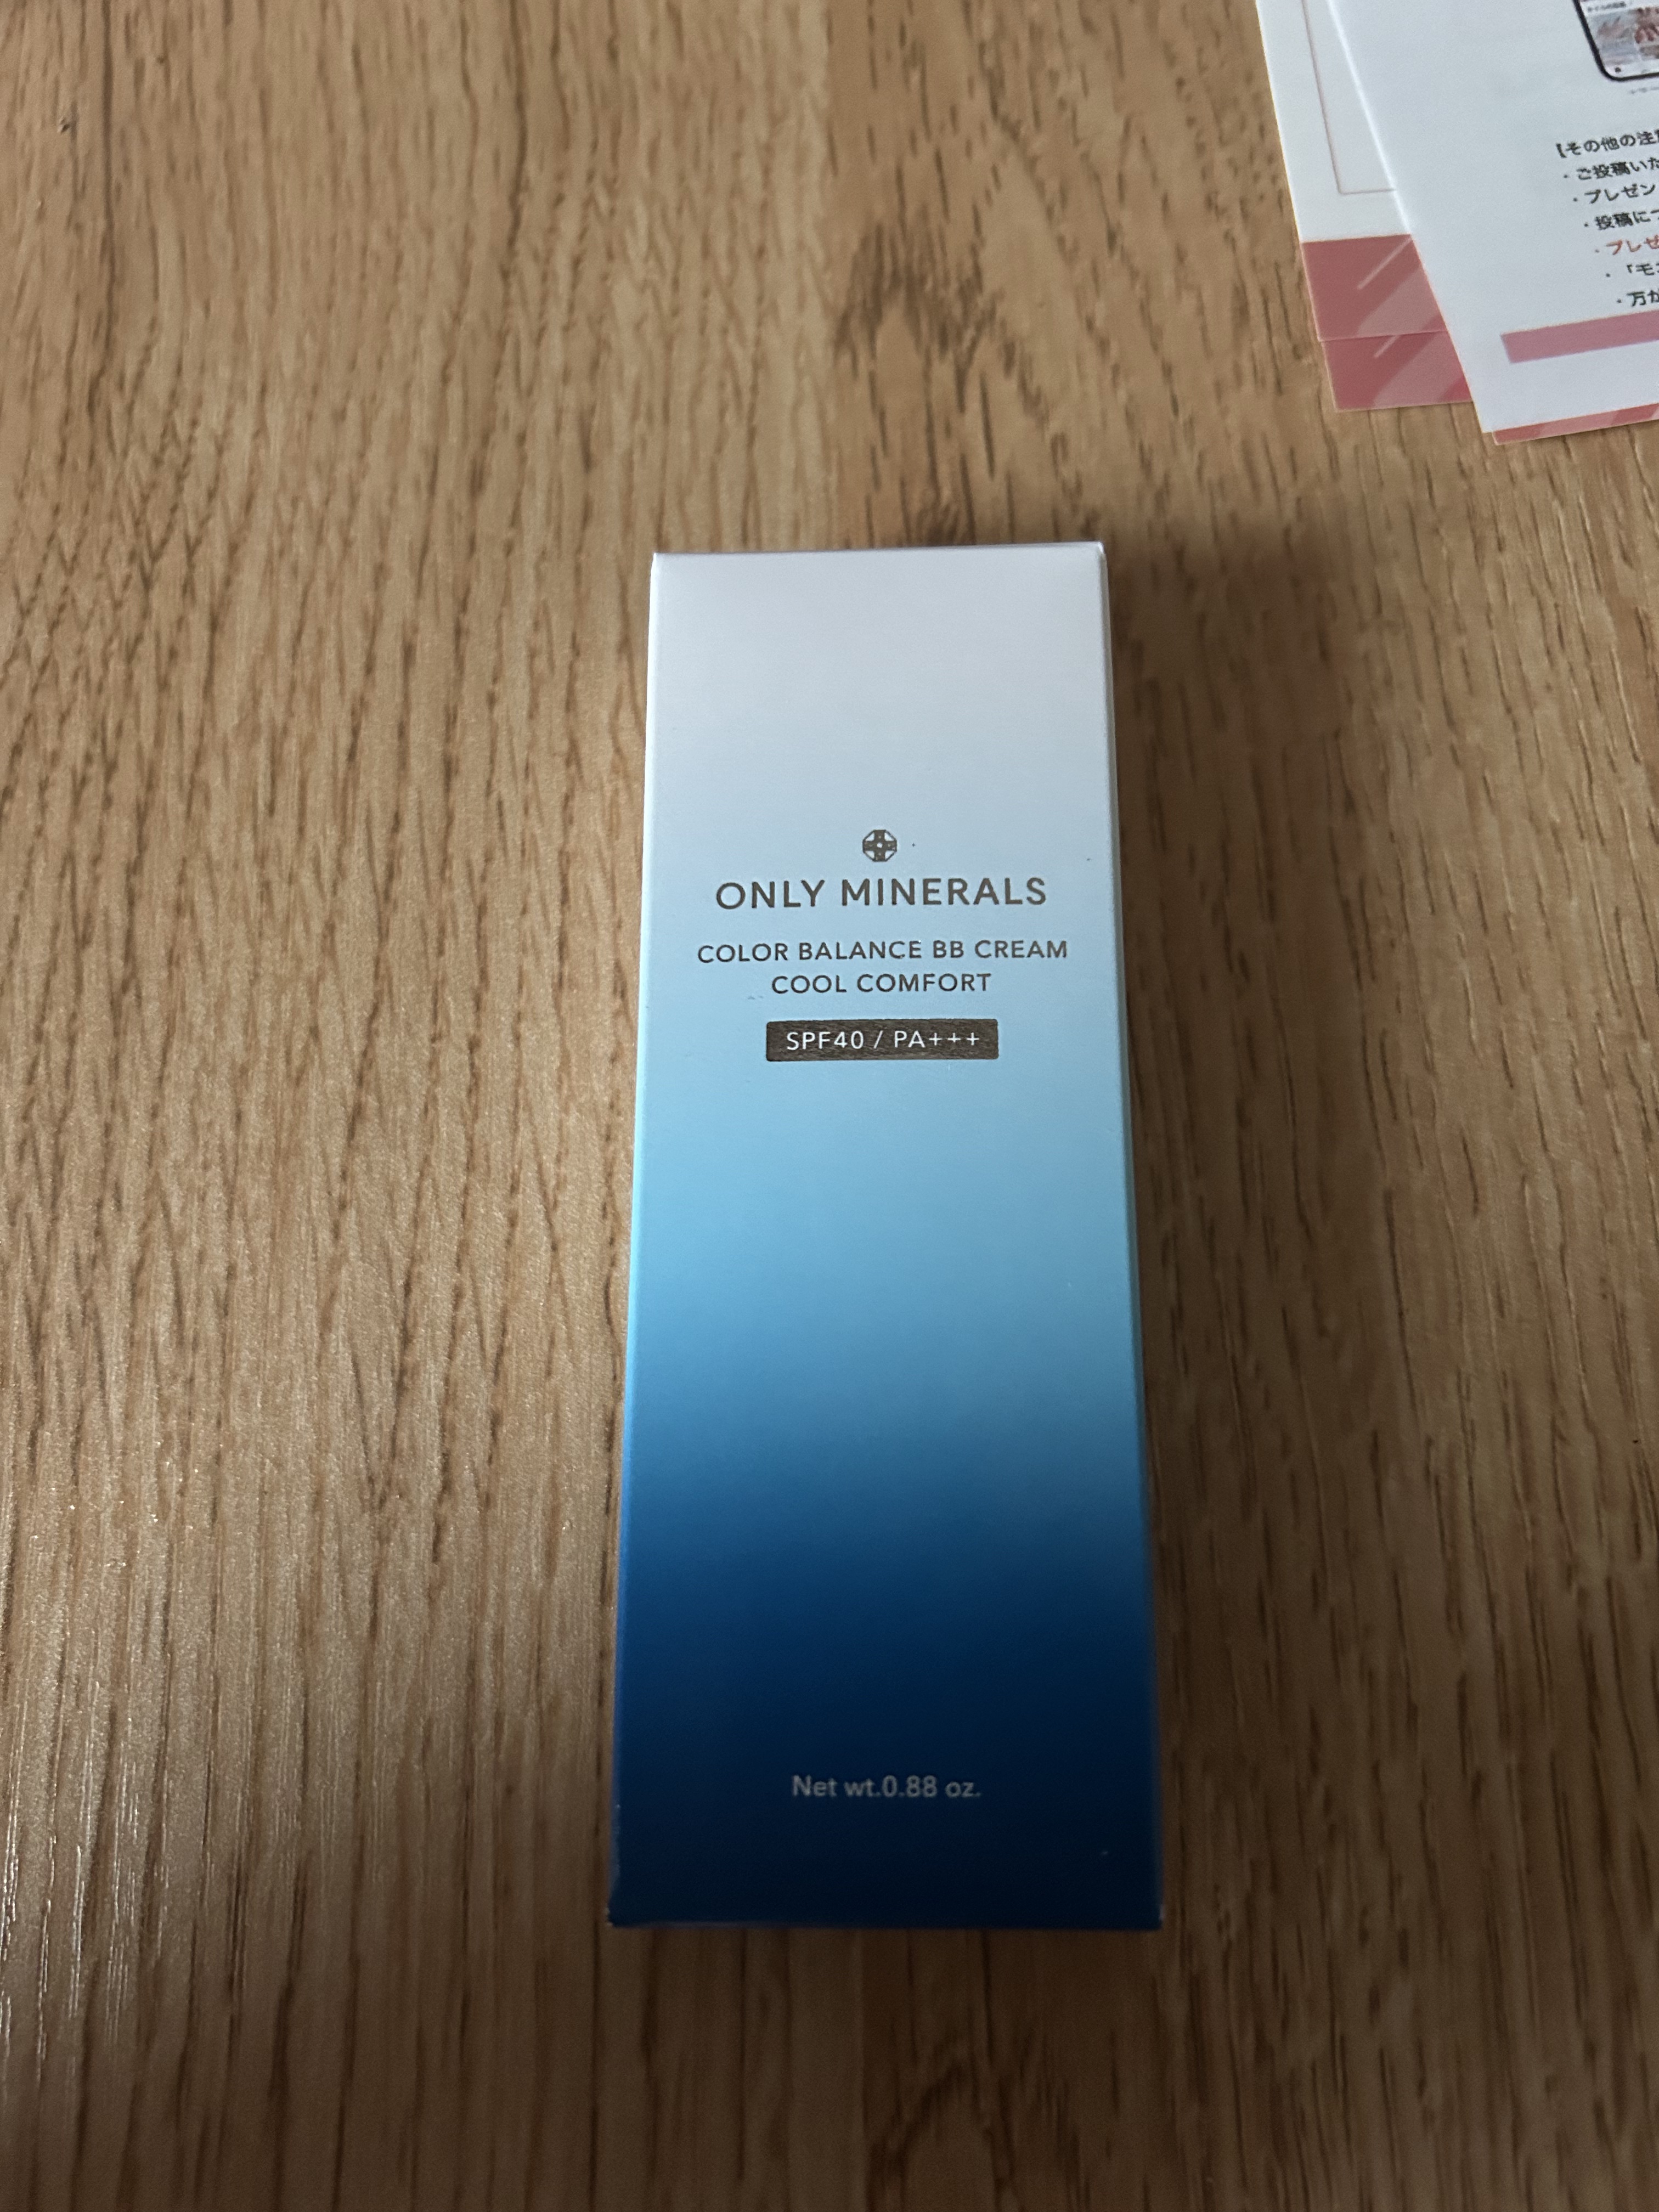 【その他の注
・ご投稿いた
・プレゼン
・投稿につ
・プレゼ
・「モ
・万が
ONLY MINERALS
COLOR BALANCE BB CREAM
COOL COMFORT
SPF40 / PA+++
Net wt.0.88 oz.